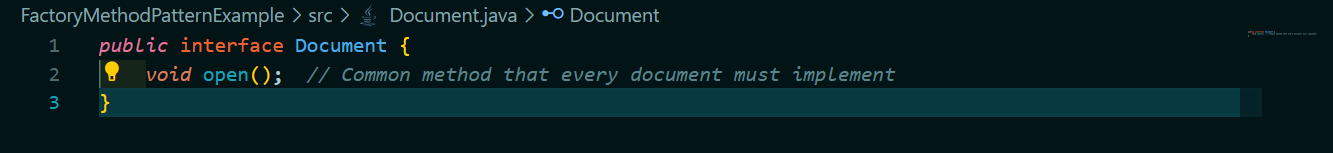 FactoryMethodPatternExample > src > Document.java > Document
1 public interface Document {
2 void open(); // Common method that every document must implement
3 }